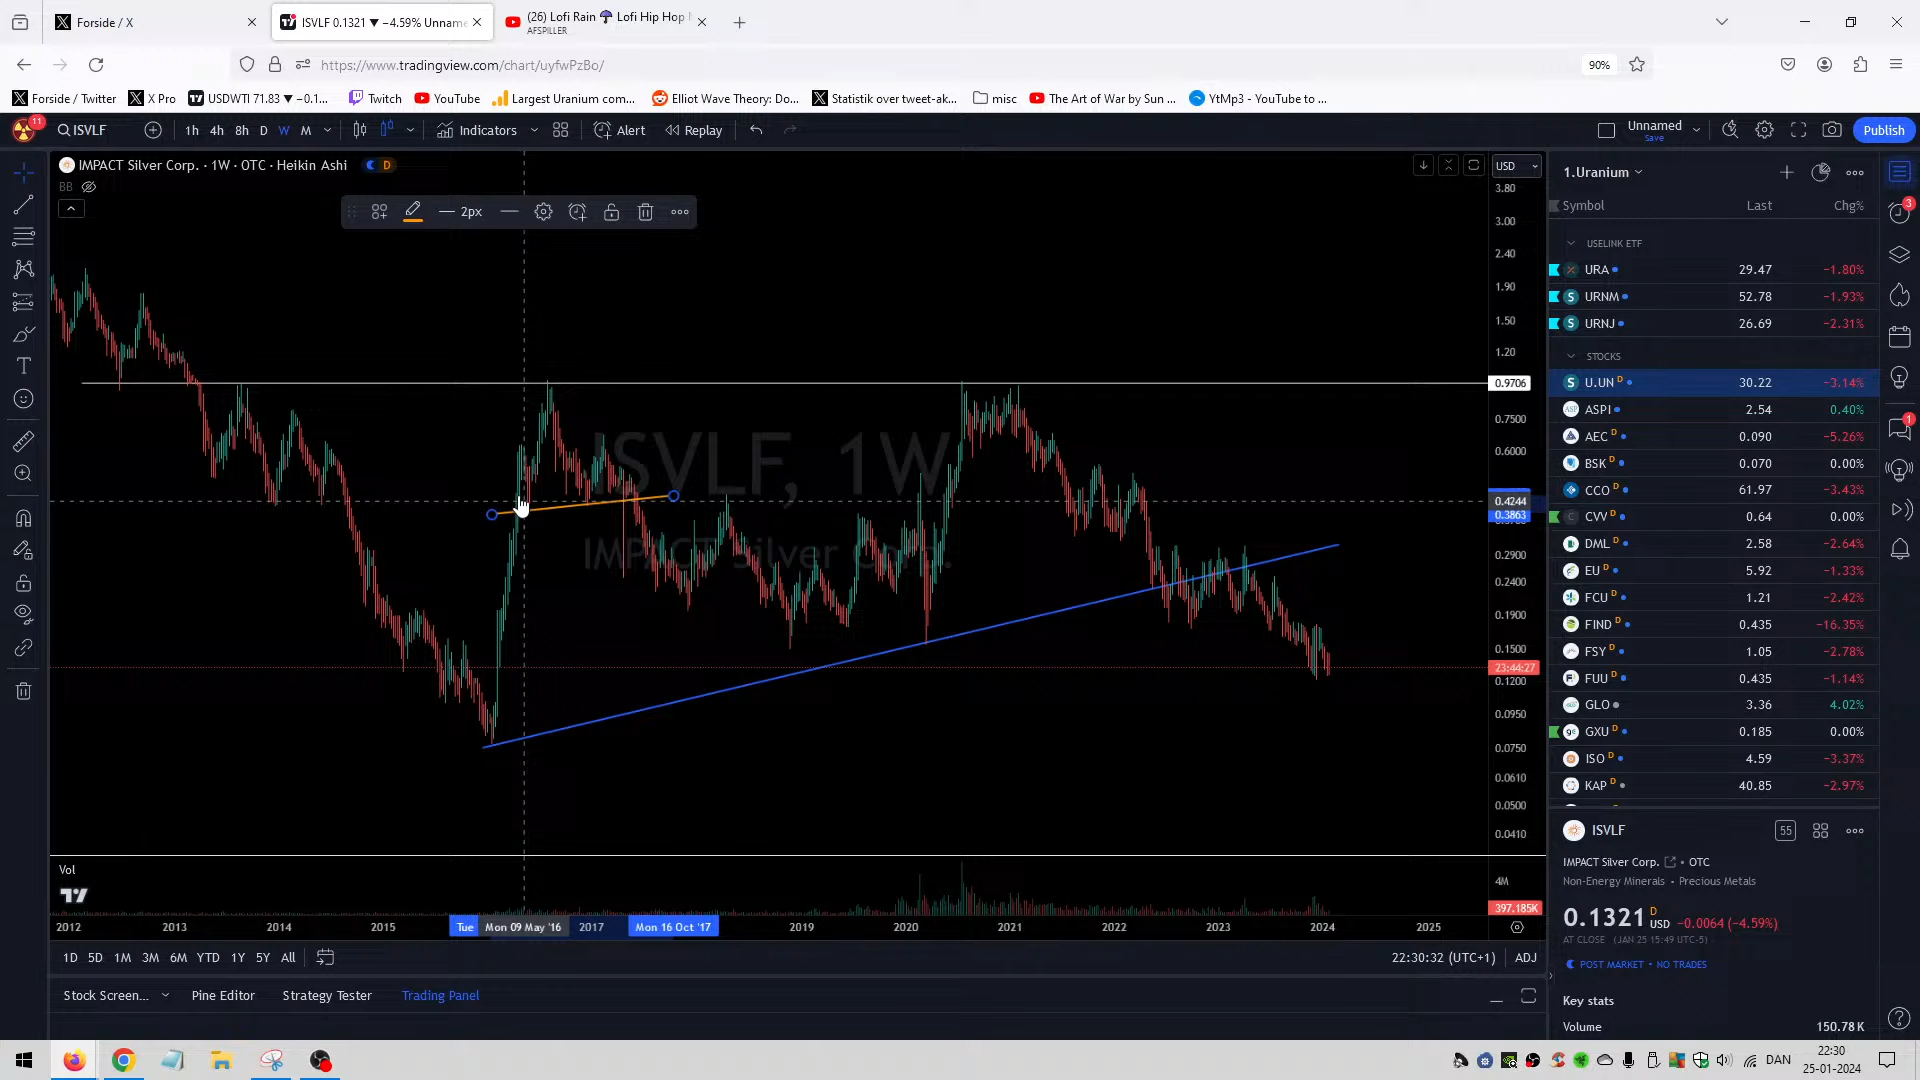 Forside / X
ISVLF 0.1321 ▼ −4.59% Unname
(26) Lofi Rain ☂ Lofi Hip Hop
AFSPILLER
https://www.tradingview.com/chart/uyfwPzBo/
90%
Forside / Twitter
X Pro
USDWTI 71.83 ▼ −0.1...
Twitch
YouTube
Largest Uranium com...
Elliot Wave Theory: Do...
Statistik over tweet-ak...
misc
The Art of War by Sun ...
YtMp3 - YouTube to ...
11
ISVLF
1h 4h 8h D W M
Indicators
Alert
Replay
Unnamed
Save
Publish
IMPACT Silver Corp. · 1W · OTC · Heikin Ashi
D
BB
2px
USD
ISVLF, 1W
IMPACT Silver Corp.
3.80
3.00
2.40
1.90
1.50
1.20
0.9706
0.7500
0.6000
0.4244
0.3863
0.2900
0.2400
0.1900
0.1500
23:44:27
0.1200
0.0950
0.0750
0.0610
0.0500
0.0410
Vol
4M
397.185K
2012 2013 2014 2015 Tue Mon 09 May '16 2017 Mon 16 Oct '17 2019 2020 2021 2022 2023 2024 2025
1D 5D 1M 3M 6M YTD 1Y 5Y All
22:30:32 (UTC+1) ADJ
Stock Screen...
Pine Editor
Strategy Tester
Trading Panel
1.Uranium
Symbol Last Chg%
USELINK ETF
URA 29.47 −1.80%
URNM 52.78 −1.93%
URNJ 26.69 −2.31%
STOCKS
U.UN D 30.22 −3.14%
ASPI 2.54 0.40%
AEC D 0.090 −5.26%
BSK D 0.070 0.00%
CCO D 61.97 −3.43%
CVV D 0.64 0.00%
DML D 2.58 −2.64%
EU D 5.92 −1.33%
FCU D 1.21 −2.42%
FIND D 0.435 −16.35%
FSY D 1.05 −2.78%
FUU D 0.435 −1.14%
GLO 3.36 4.02%
GXU D 0.185 0.00%
ISO D 4.59 −3.37%
KAP D 40.85 −2.97%
ISVLF
55
IMPACT Silver Corp. • OTC
Non-Energy Minerals • Precious Metals
0.1321 D USD −0.0064 (−4.59%)
AT CLOSE (JAN 25 15:49 UTC-5)
POST MARKET • NO TRADES
Key stats
Volume 150.78K
3
1
DAN
22:30
25-01-2024